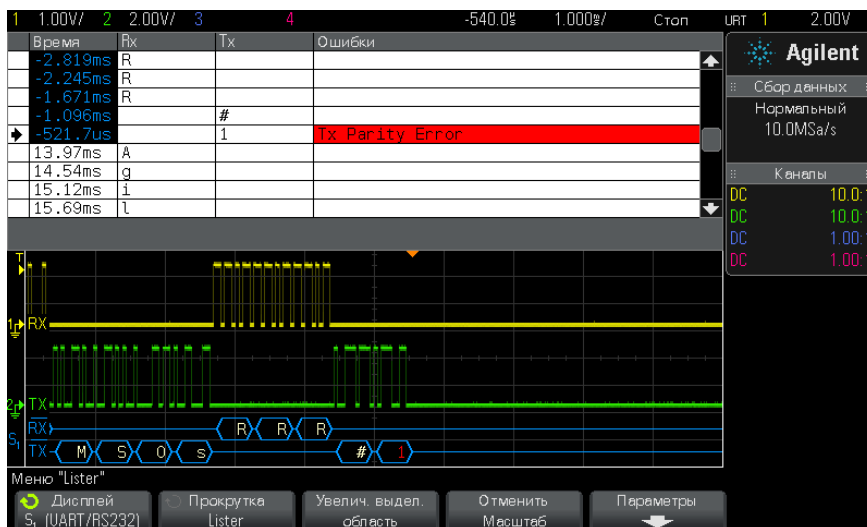 1 1.00V/ 2 2.00V/ 3 4 -540.0us 1.000ms/ Стоп URT 1 2.00V
Время Rx Tx Ошибки
-2.819ms R
-2.245ms R
-1.671ms R
-1.096ms #
-521.7us 1 Tx Parity Error
13.97ms A
14.54ms g
15.12ms i
15.69ms l
Agilent
Сбор данных
Нормальный
10.0MSa/s
Каналы
DC 10.0:
DC 10.0:
DC 1.00:
DC 1.00:
T
1 RX
2 TX
S1 RX R R R
TX M S O s # 1
Меню "Lister"
Дисплей
S1 (UART/RS232)
Прокрутка
Lister
Увелич. выдел.
область
Отменить
Масштаб
Параметры